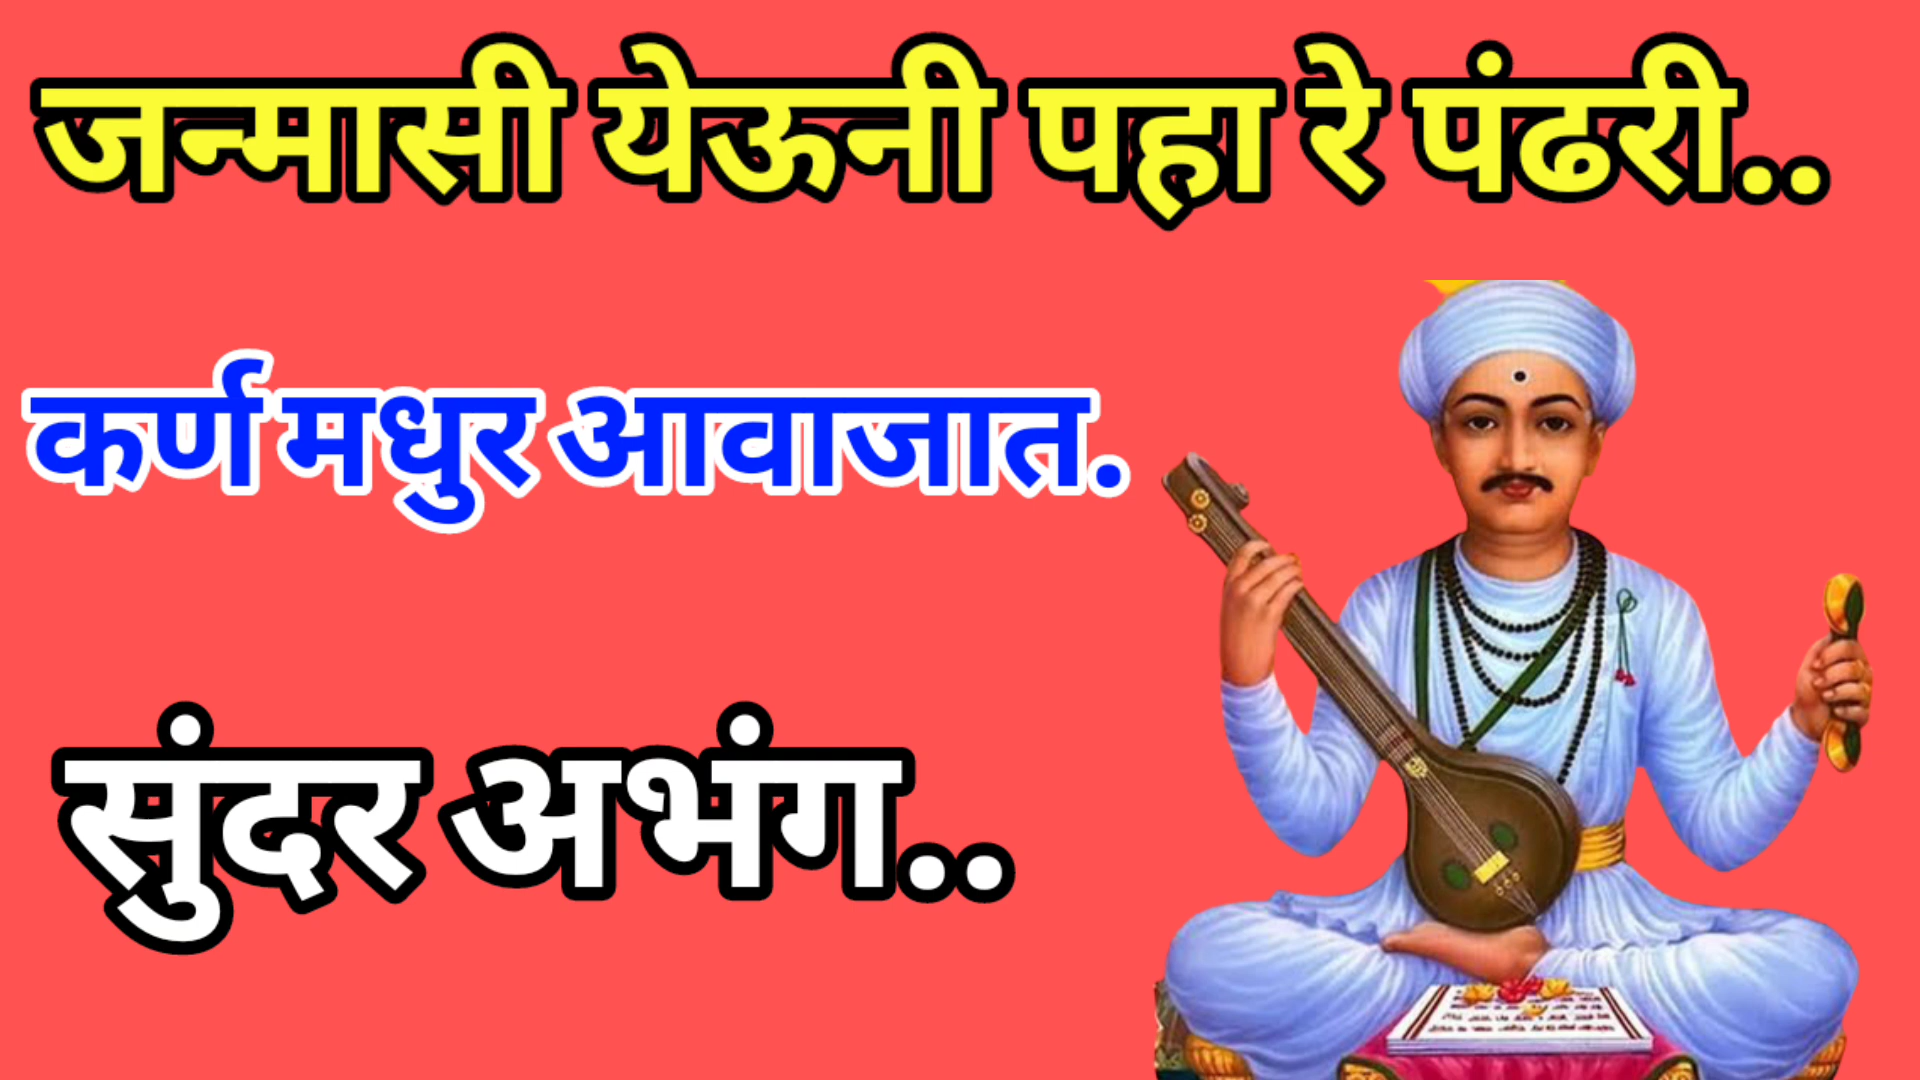 जन्मासी येऊनी पहा रे पंढरी..
कर्ण मधुर आवाजात.
सुंदर अभंग..